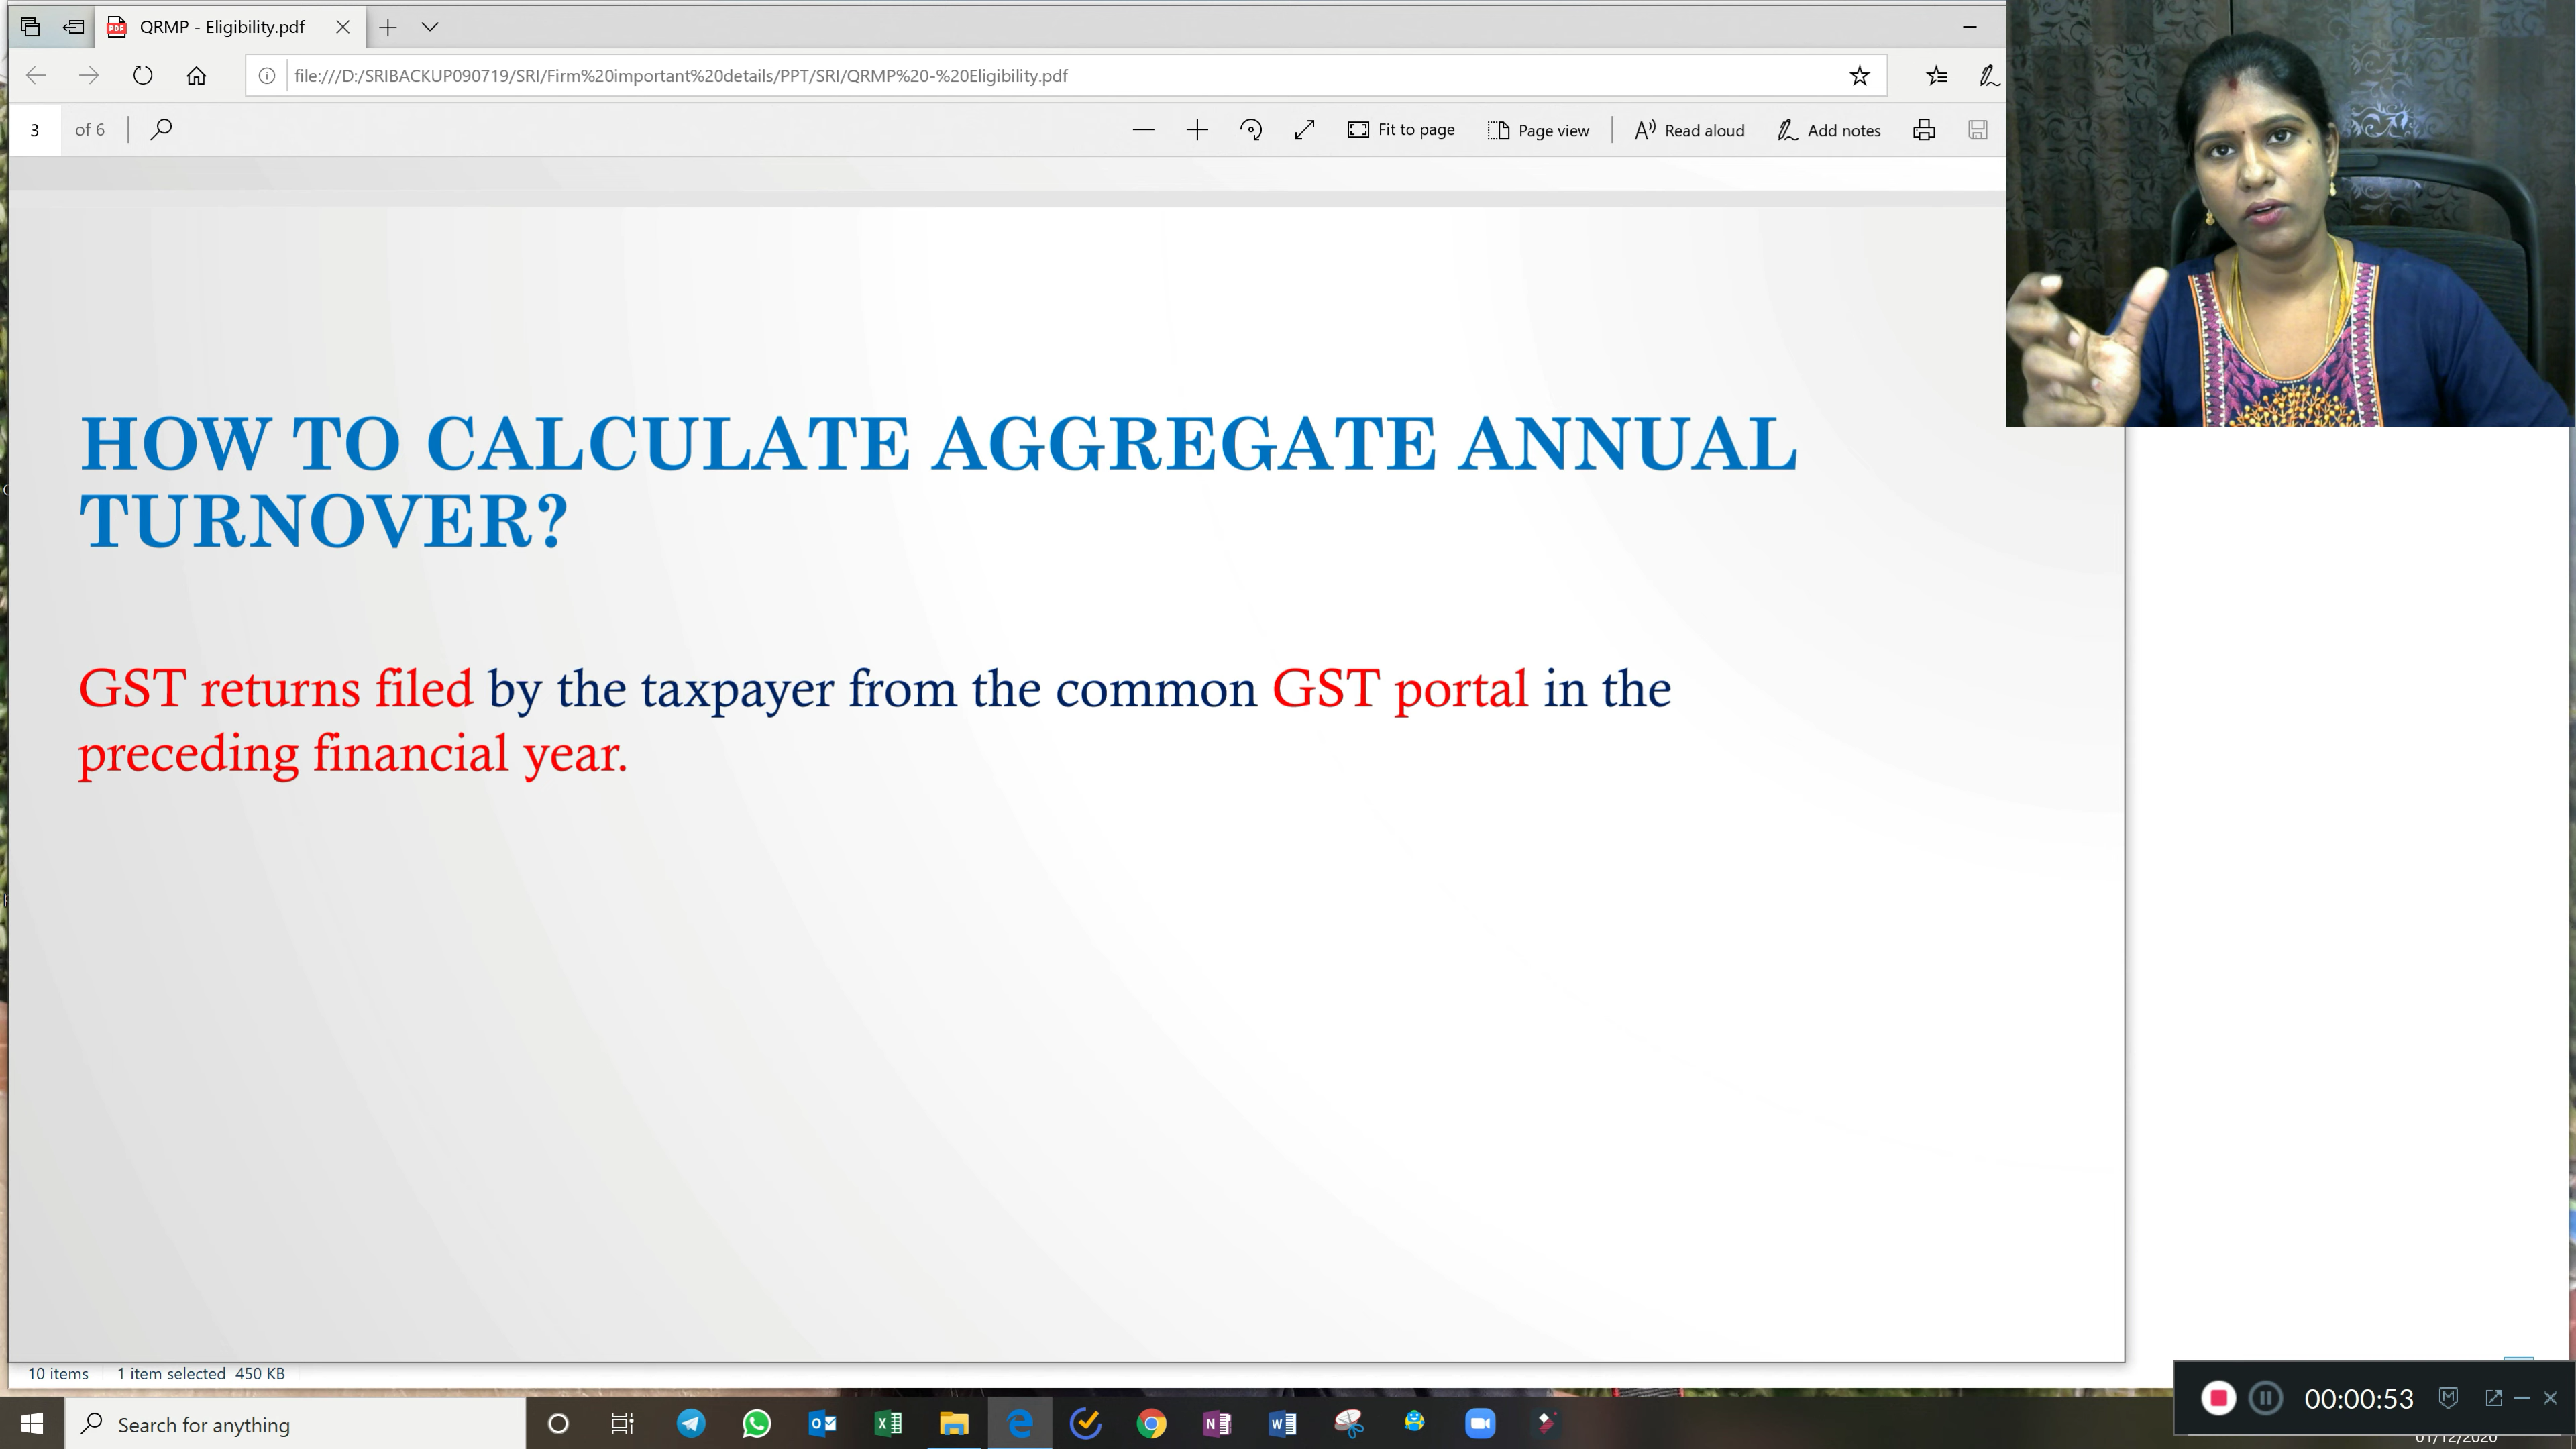 QRMP - Eligibility.pdf
file:///D:/SRIBACKUP090719/SRI/Firm%20important%20details/PPT/SRI/QRMP%20-%20Eligibility.pdf
3 of 6 Fit to page Page view Read aloud Add notes
HOW TO CALCULATE AGGREGATE ANNUAL
TURNOVER?
GST returns filed by the taxpayer from the common GST portal in the
preceding financial year.
10 items 1 item selected 450 KB
Search for anything
00:00:53
01/12/2020